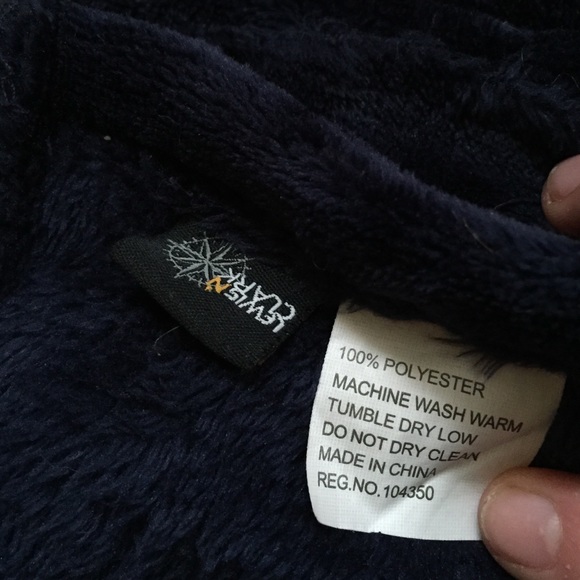 LEWIS N
CLARK
100% POLYESTER
MACHINE WASH WARM
TUMBLE DRY LOW
DO NOT DRY CLEAN
MADE IN CHINA
REG.NO. 104350